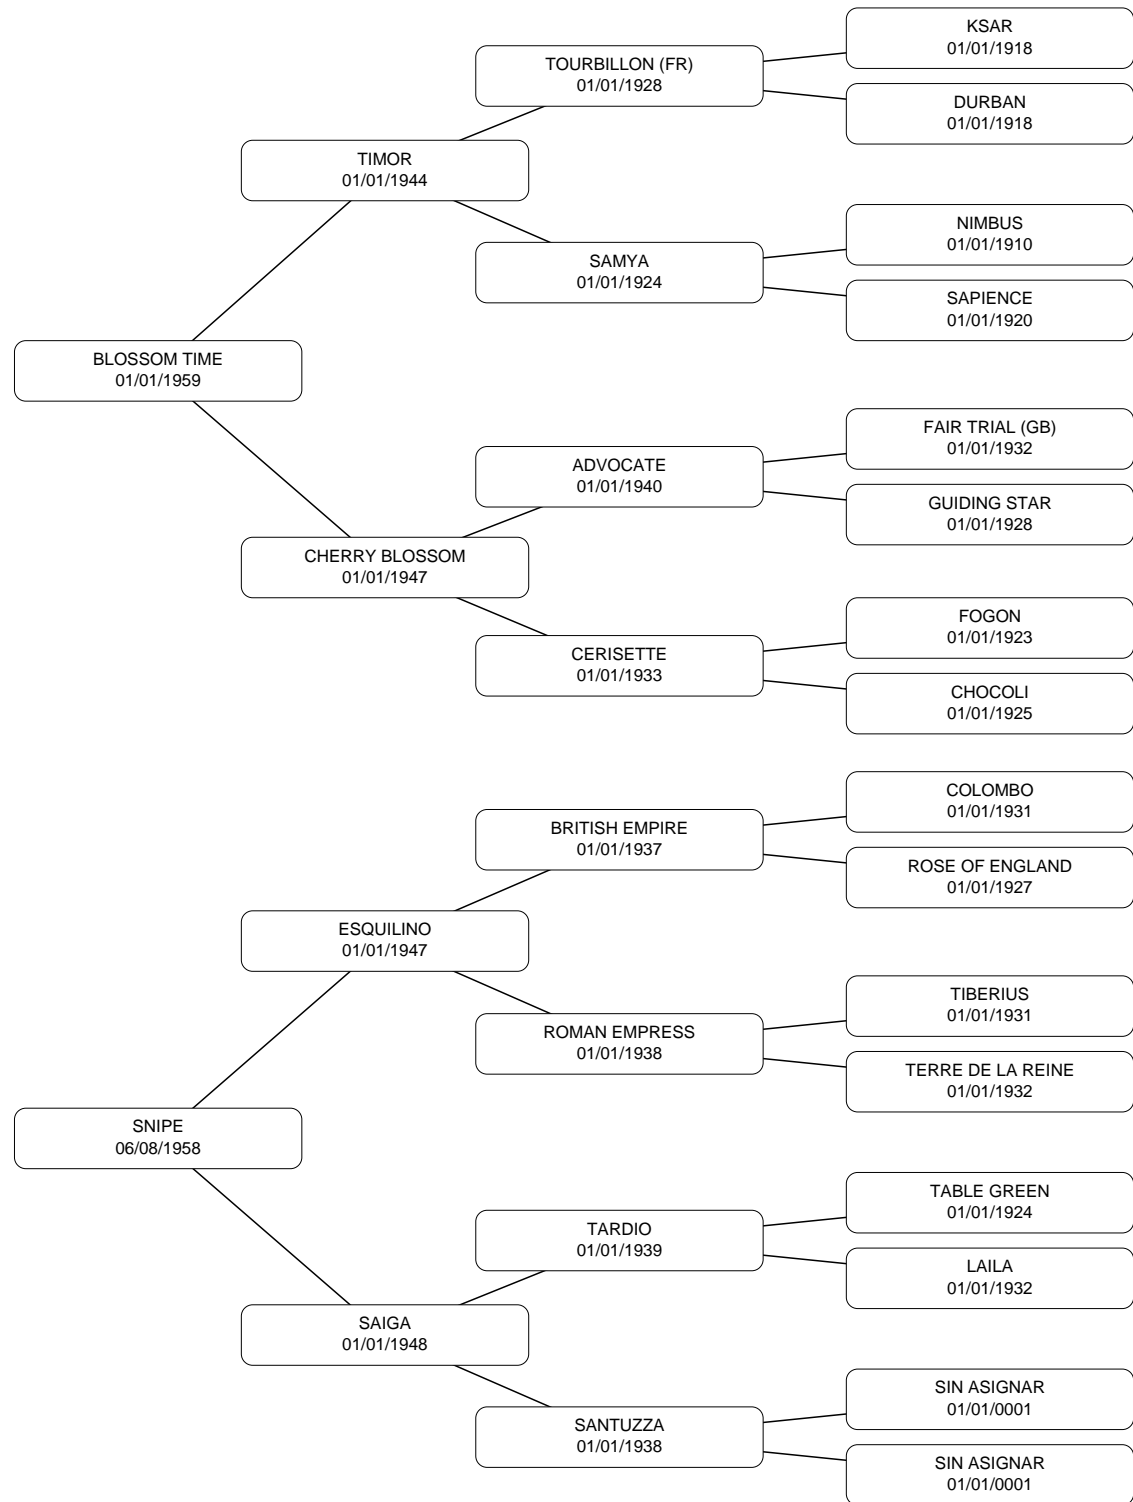 KSAR
01/01/1918
TOURBILLON (FR)
01/01/1928
DURBAN
01/01/1918
TIMOR
01/01/1944
NIMBUS
01/01/1910
SAMYA
01/01/1924
SAPIENCE
01/01/1920
BLOSSOM TIME
01/01/1959
FAIR TRIAL (GB)
01/01/1932
ADVOCATE
01/01/1940
GUIDING STAR
01/01/1928
CHERRY BLOSSOM
01/01/1947
FOGON
01/01/1923
CERISETTE
01/01/1933
CHOCOLI
01/01/1925
COLOMBO
01/01/1931
BRITISH EMPIRE
01/01/1937
ROSE OF ENGLAND
01/01/1927
ESQUILINO
01/01/1947
TIBERIUS
01/01/1931
ROMAN EMPRESS
01/01/1938
TERRE DE LA REINE
01/01/1932
SNIPE
06/08/1958
TABLE GREEN
01/01/1924
TARDIO
01/01/1939
LAILA
01/01/1932
SAIGA
01/01/1948
SIN ASIGNAR
01/01/0001
SANTUZZA
01/01/1938
SIN ASIGNAR
01/01/0001